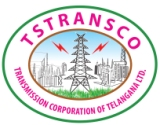 TSTRANSCO
TRANSMISSION CORPORATION OF TELANGANA LTD.